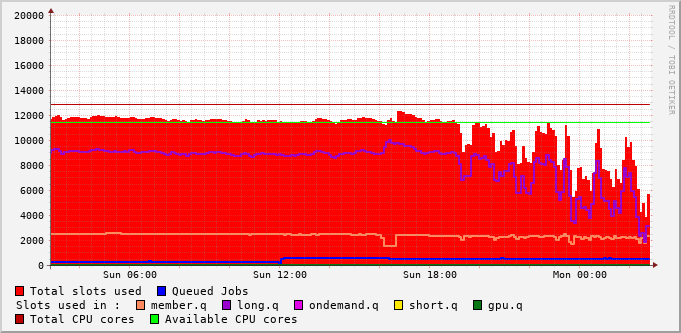 20000
18000
16000
14000
12000
10000
8000
6000
4000
2000
0
Sun 06:00 Sun 12:00 Sun 18:00 Mon 00:00
Total slots used Queued Jobs
Slots used in : member.q long.q ondemand.q short.q gpu.q
Total CPU cores Available CPU cores
RRDTOOL / TOBI OETIKER